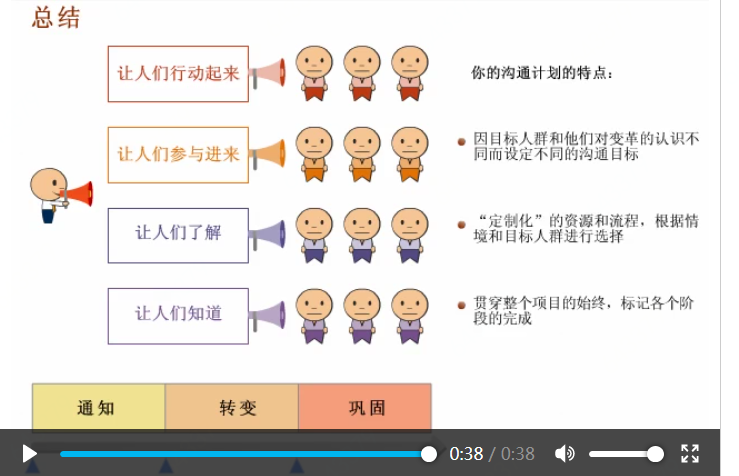 总结
让人们行动起来
让人们参与进来
让人们了解
让人们知道
你的沟通计划的特点：
因目标人群和他们对变革的认识不
同而设定不同的沟通目标
“定制化”的资源和流程，根据情
境和目标人群进行选择
贯穿整个项目的始终，标记各个阶
段的完成
通知 转变 巩固
0:38 / 0:38